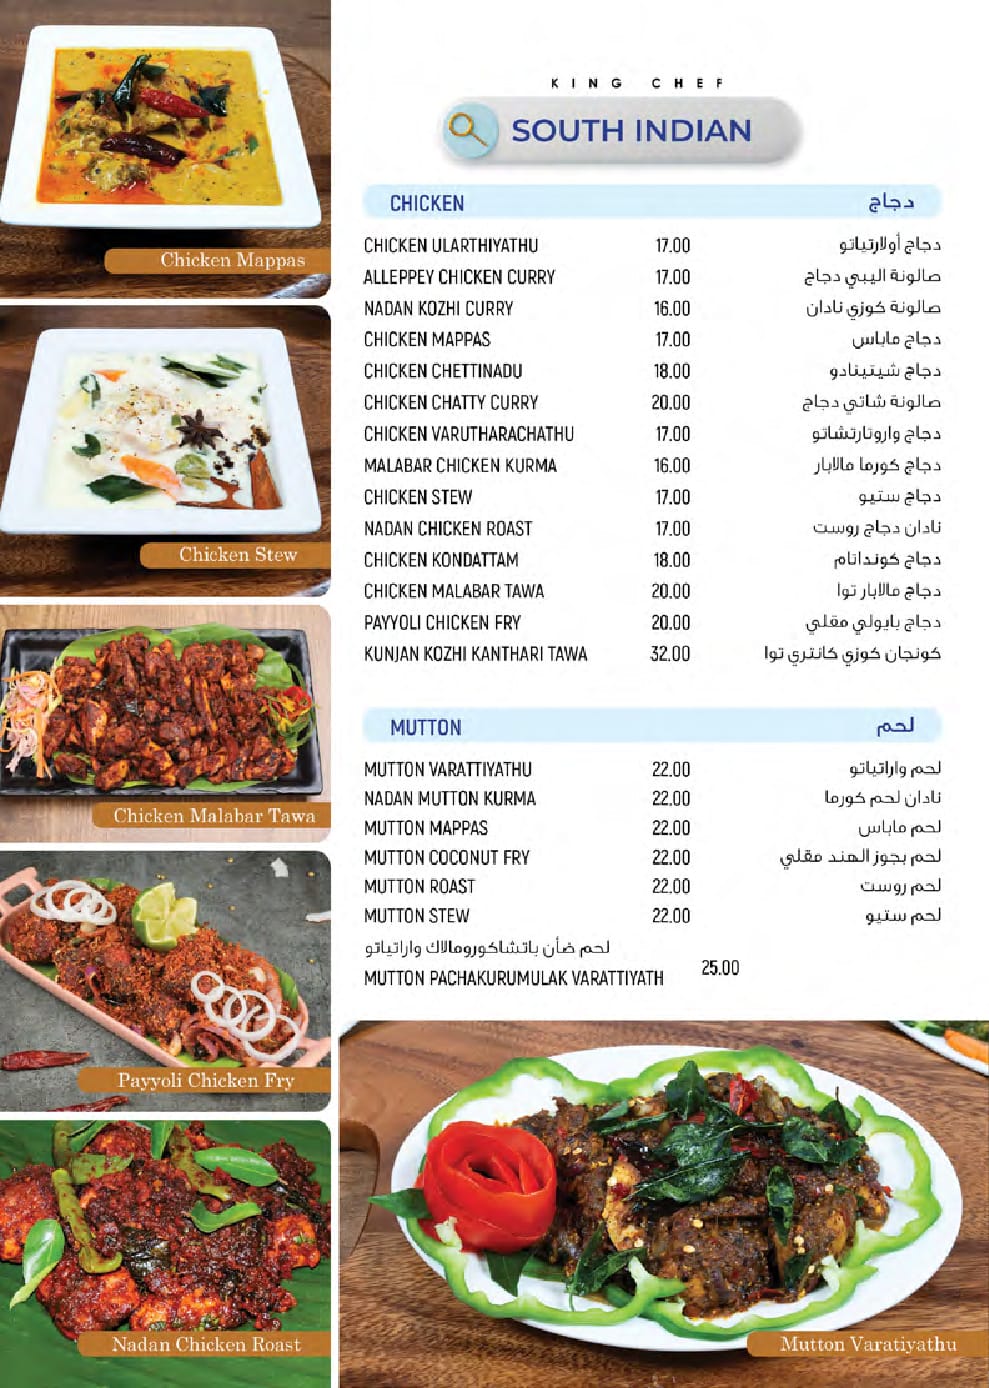 KING CHEF
SOUTH INDIAN
CHICKEN دجاج
CHICKEN ULARTHIYATHU 17.00 دجاج أولارتياتو
ALLEPPEY CHICKEN CURRY 17.00 صالونة اليبي دجاج
NADAN KOZHI CURRY 16.00 صالونة كوزي نادان
CHICKEN MAPPAS 17.00 دجاج ماباس
CHICKEN CHETTINADU 18.00 دجاج شيتينادو
CHICKEN CHATTY CURRY 20.00 صالونة شاتي دجاج
CHICKEN VARUTHARACHATHU 17.00 دجاج واروتارتشاتو
MALABAR CHICKEN KURMA 16.00 دجاج كورما مالابار
CHICKEN STEW 17.00 دجاج ستيو
NADAN CHICKEN ROAST 17.00 نادان دجاج روست
CHICKEN KONDATTAM 18.00 دجاج كونداتام
CHICKEN MALABAR TAWA 20.00 دجاج مالابار توا
PAYYOLI CHICKEN FRY 20.00 دجاج بايولي مقلي
KUNJAN KOZHI KANTHARI TAWA 32.00 كونجان كوزي كانتري توا
MUTTON لحم
MUTTON VARATTIYATHU 22.00 لحم واراتياتو
NADAN MUTTON KURMA 22.00 نادان لحم كورما
MUTTON MAPPAS 22.00 لحم ماباس
MUTTON COCONUT FRY 22.00 لحم بجوز الهند مقلي
MUTTON ROAST 22.00 لحم روست
MUTTON STEW 22.00 لحم ستيو
لحم ضأن باتشاكورومالاك واراتياتو
MUTTON PACHAKURUMULAK VARATTIYATH 25.00
Chicken Mappas
Chicken Stew
Chicken Malabar Tawa
Payyoli Chicken Fry
Nadan Chicken Roast
Mutton Varatiyathu